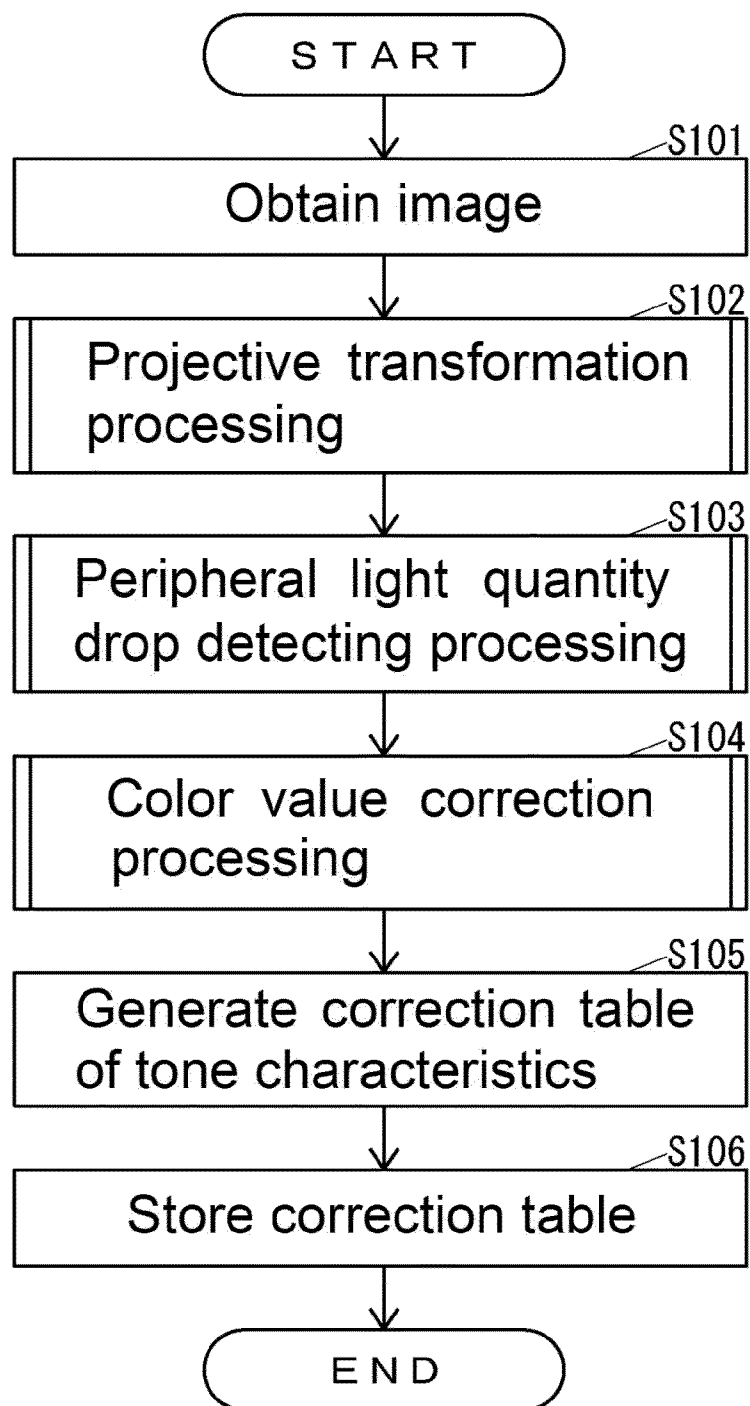 START
S101
Obtain image
S102
Projective transformation
processing
S103
Peripheral light quantity
drop detecting processing
S104
Color value correction
processing
S105
Generate correction table
of tone characteristics
S106
Store correction table
END